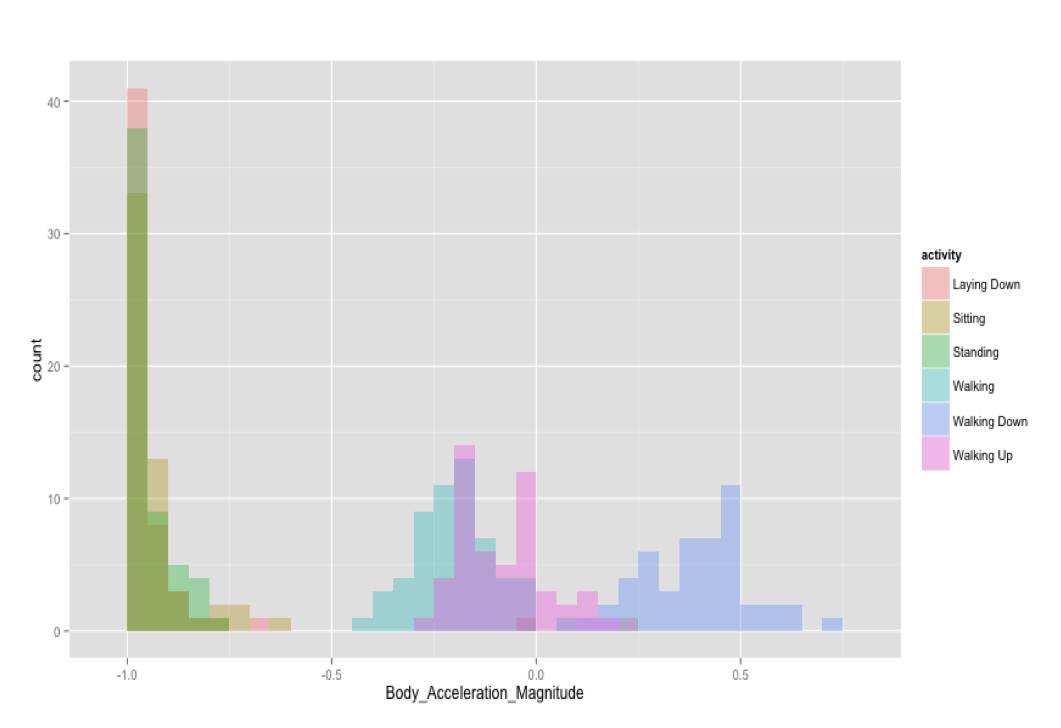 40
30
20
10
0
count
-1.0
-0.5
0.0
0.5
Body_Acceleration_Magnitude
activity
Laying Down
Sitting
Standing
Walking
Walking Down
Walking Up